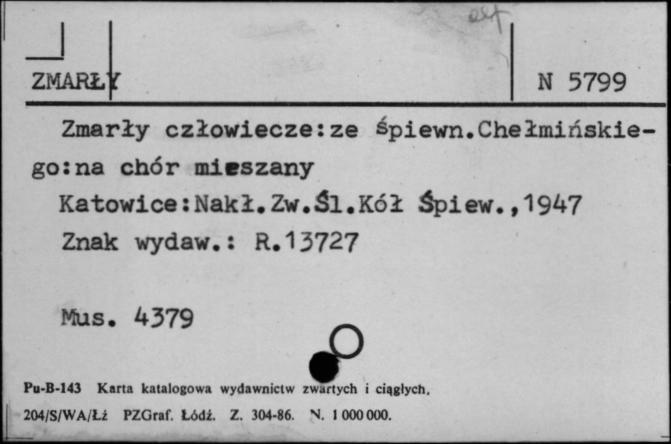 ZMARŁY N 5799
Zmarły człowiecze:ze śpiewn.Chełmińskie-
go:na chór mieszany
Katowice:Nakł.Zw.Śl.Kół Śpiew.,1947
Znak wydaw.: R.13727
Mus. 4379
Pu-B-143 Karta katalogowa wydawnictw zwartych i ciągłych.
204/S/WA/Łż PZGraf. Łódź. Z. 304-86. N. 1 000 000.